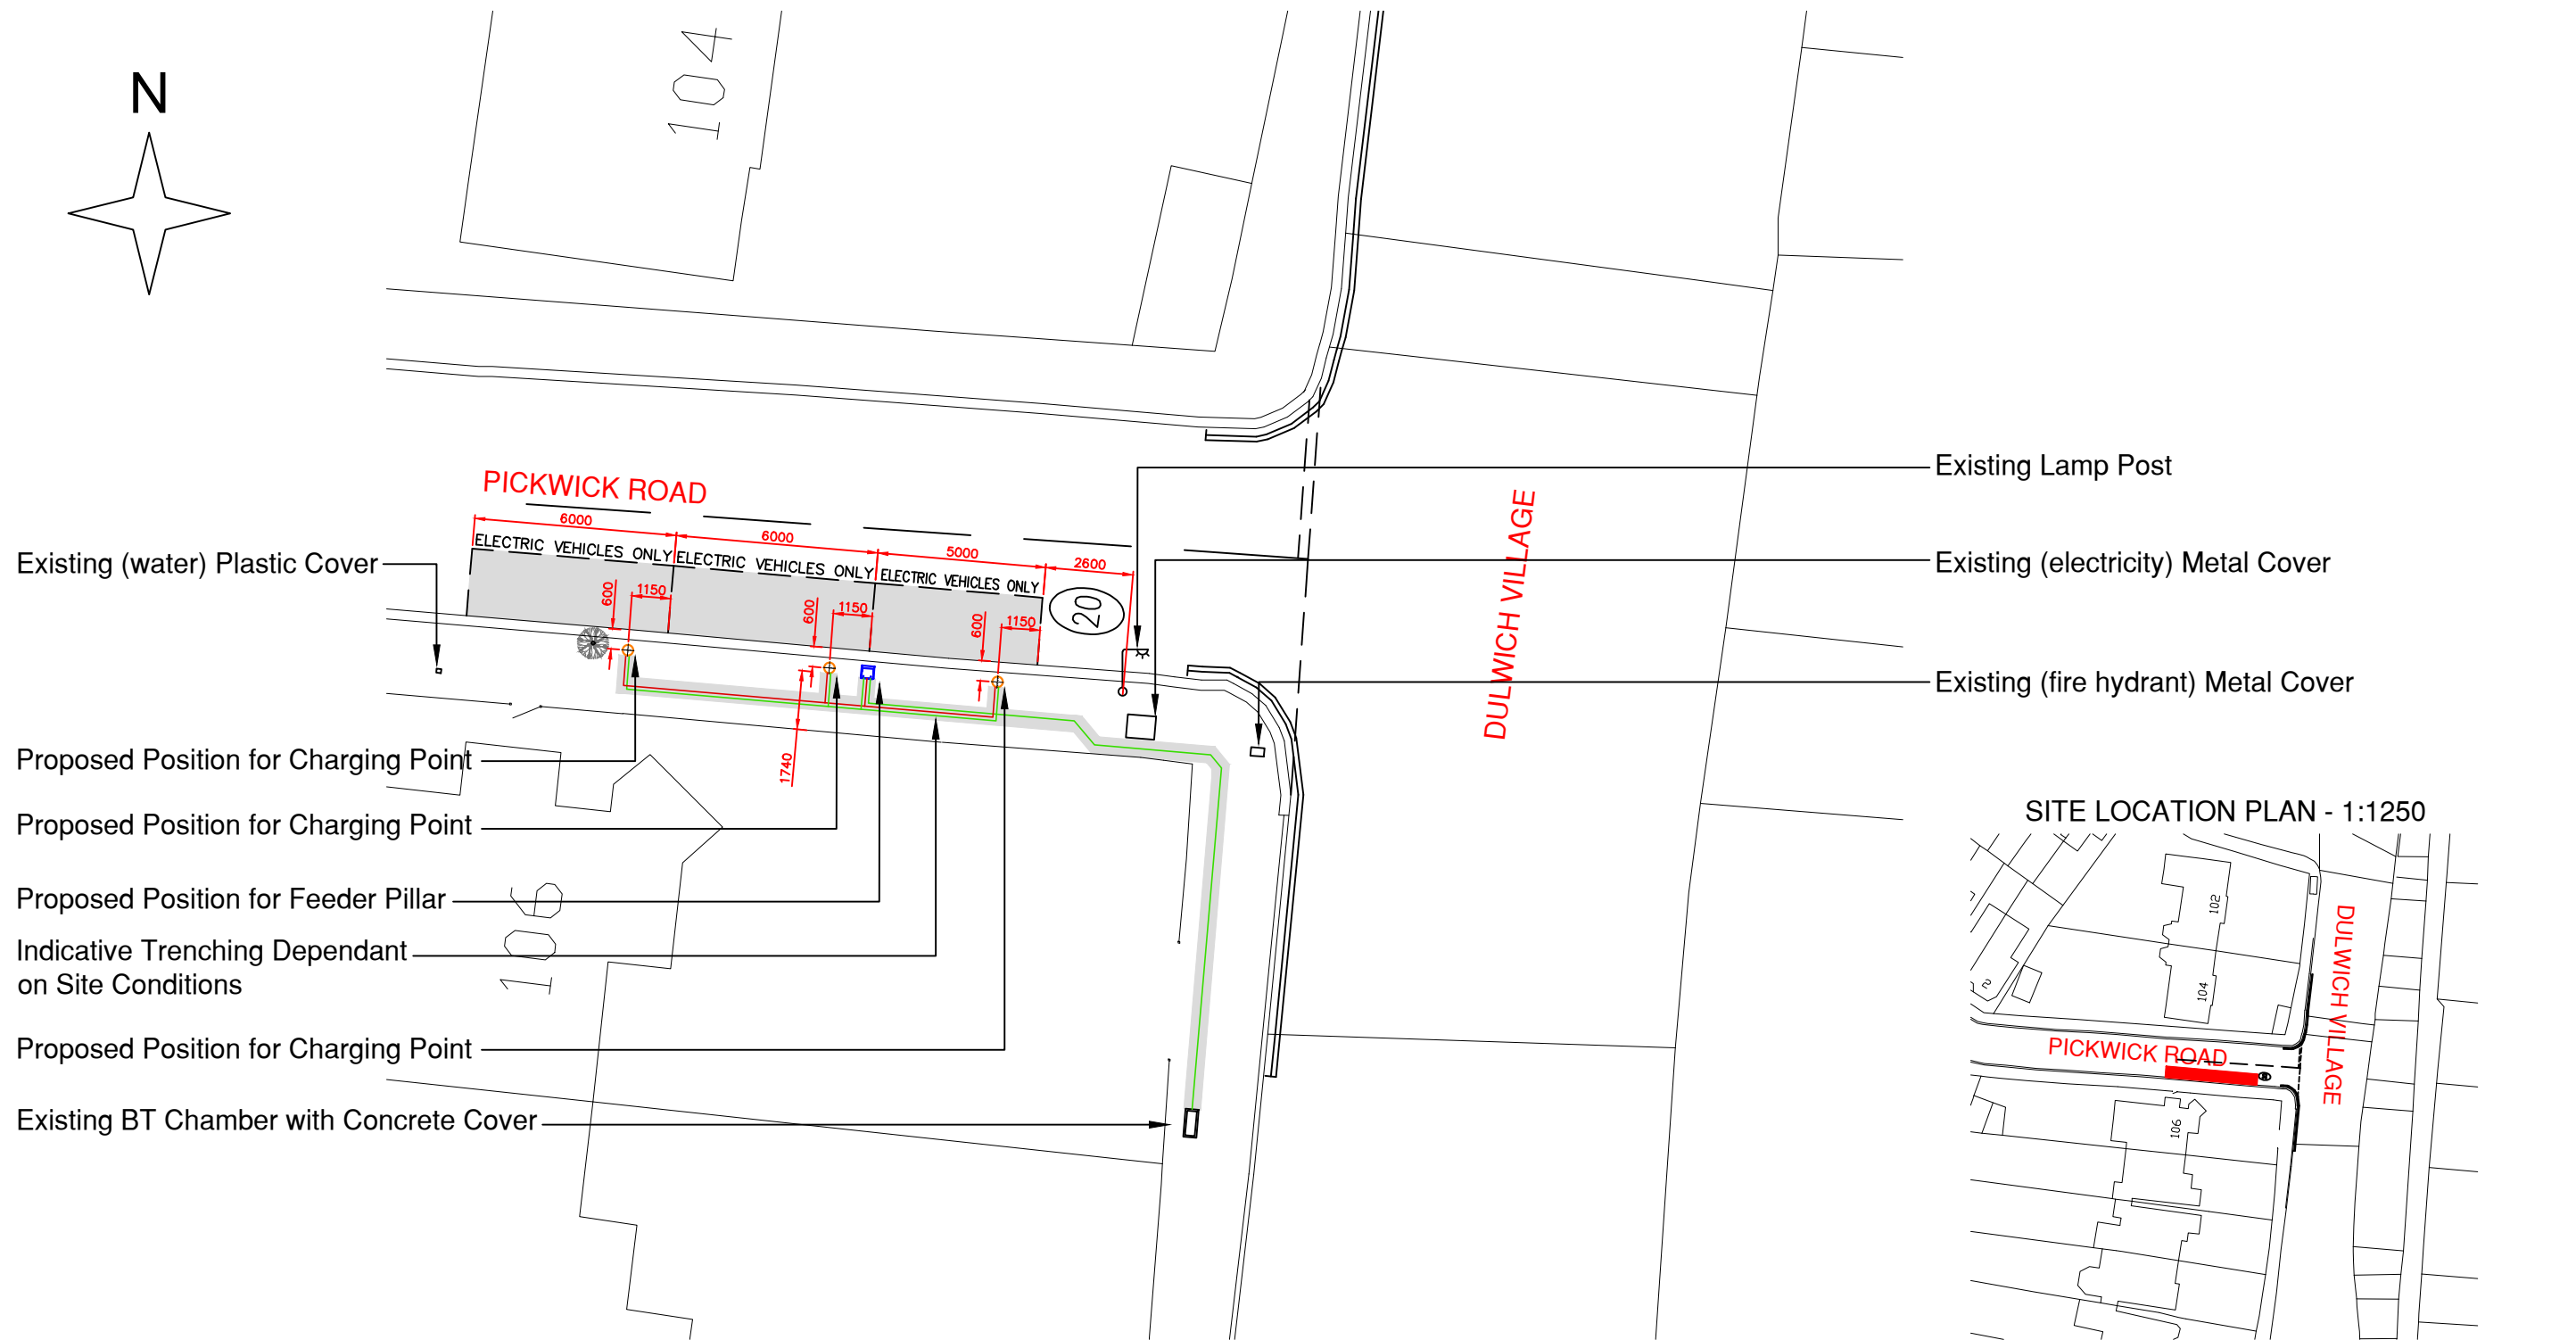 N
104
PICKWICK ROAD
6000
6000
5000
2600
ELECTRIC VEHICLES ONLY
ELECTRIC VEHICLES ONLY
ELECTRIC VEHICLES ONLY
600
1150
600
1150
600
1150
20
1740
DULWICH VILLAGE
106
Existing (water) Plastic Cover
Proposed Position for Charging Point
Proposed Position for Charging Point
Proposed Position for Feeder Pillar
Indicative Trenching Dependant
on Site Conditions
Proposed Position for Charging Point
Existing BT Chamber with Concrete Cover
Existing Lamp Post
Existing (electricity) Metal Cover
Existing (fire hydrant) Metal Cover
SITE LOCATION PLAN - 1:1250
102
104
2
DULWICH VILLAGE
PICKWICK ROAD
106